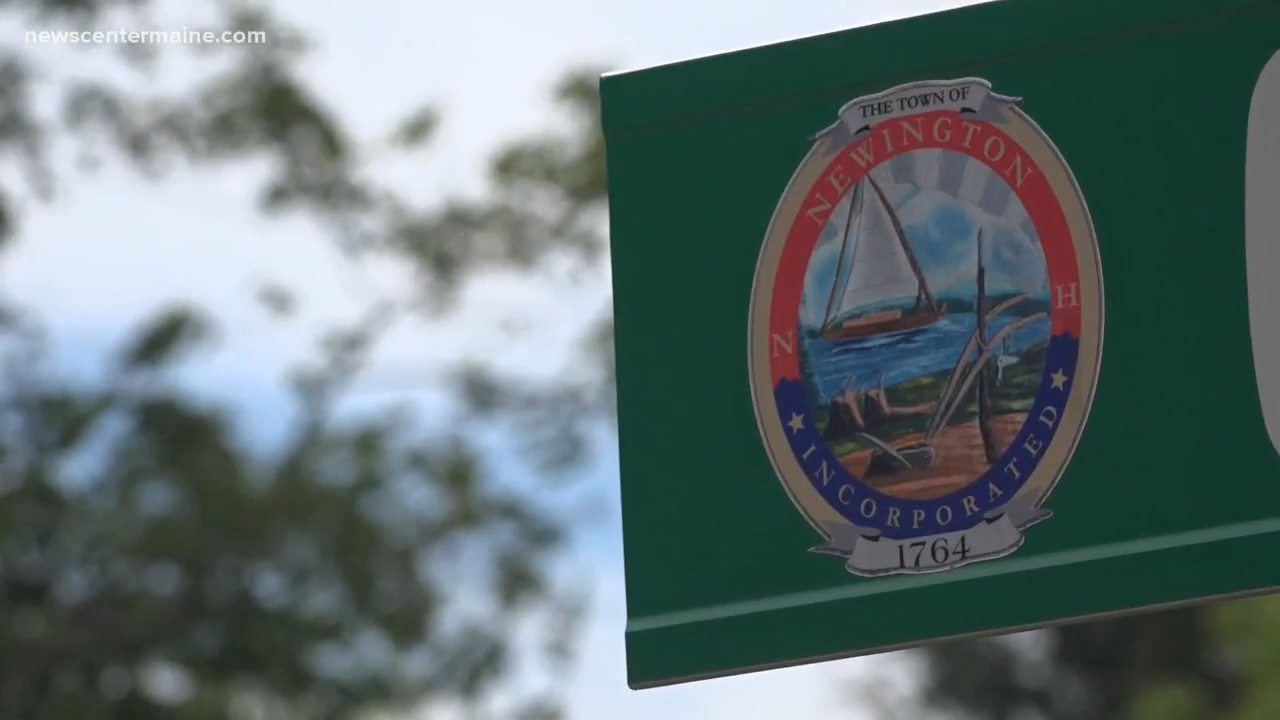 newscentermaine.com
THE TOWN OF
NEWINGTON
N H
INCORPORATED
1764